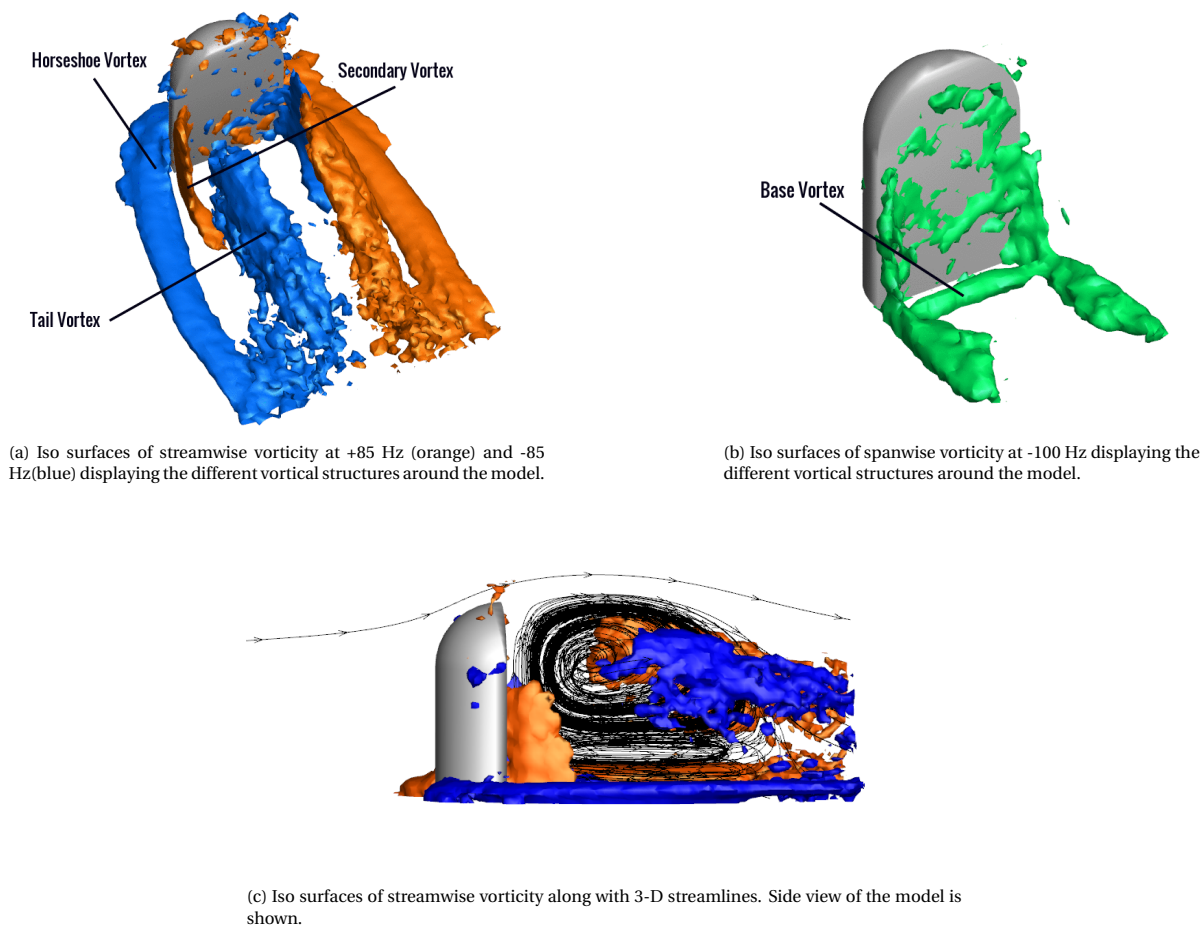 Horseshoe Vortex
Secondary Vortex
Tail Vortex
Base Vortex
(a) Iso surfaces of streamwise vorticity at +85 Hz (orange) and -85
Hz(blue) displaying the different vortical structures around the model.
(b) Iso surfaces of spanwise vorticity at -100 Hz displaying the
different vortical structures around the model.
(c) Iso surfaces of streamwise vorticity along with 3-D streamlines. Side view of the model is
shown.